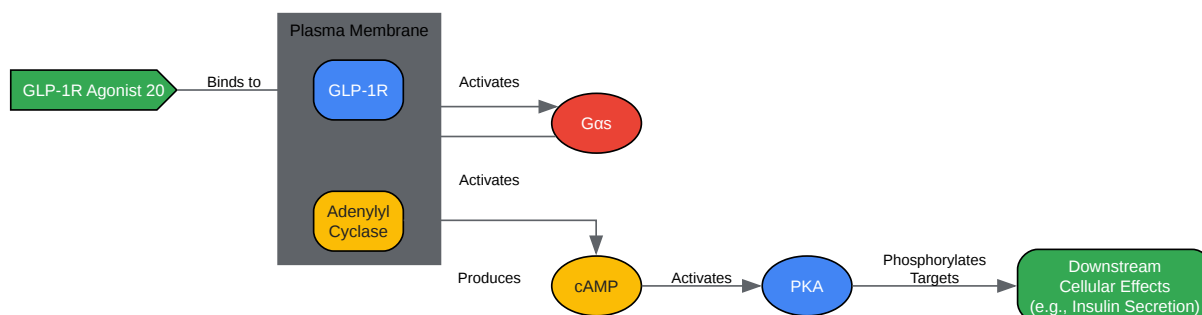 Plasma Membrane
GLP-1R Agonist 20
Binds to
GLP-1R
Activates
Gαs
Activates
Adenylyl
Cyclase
Produces
cAMP
Activates
PKA
Phosphorylates
Targets
Downstream
Cellular Effects
(e.g., Insulin Secretion)